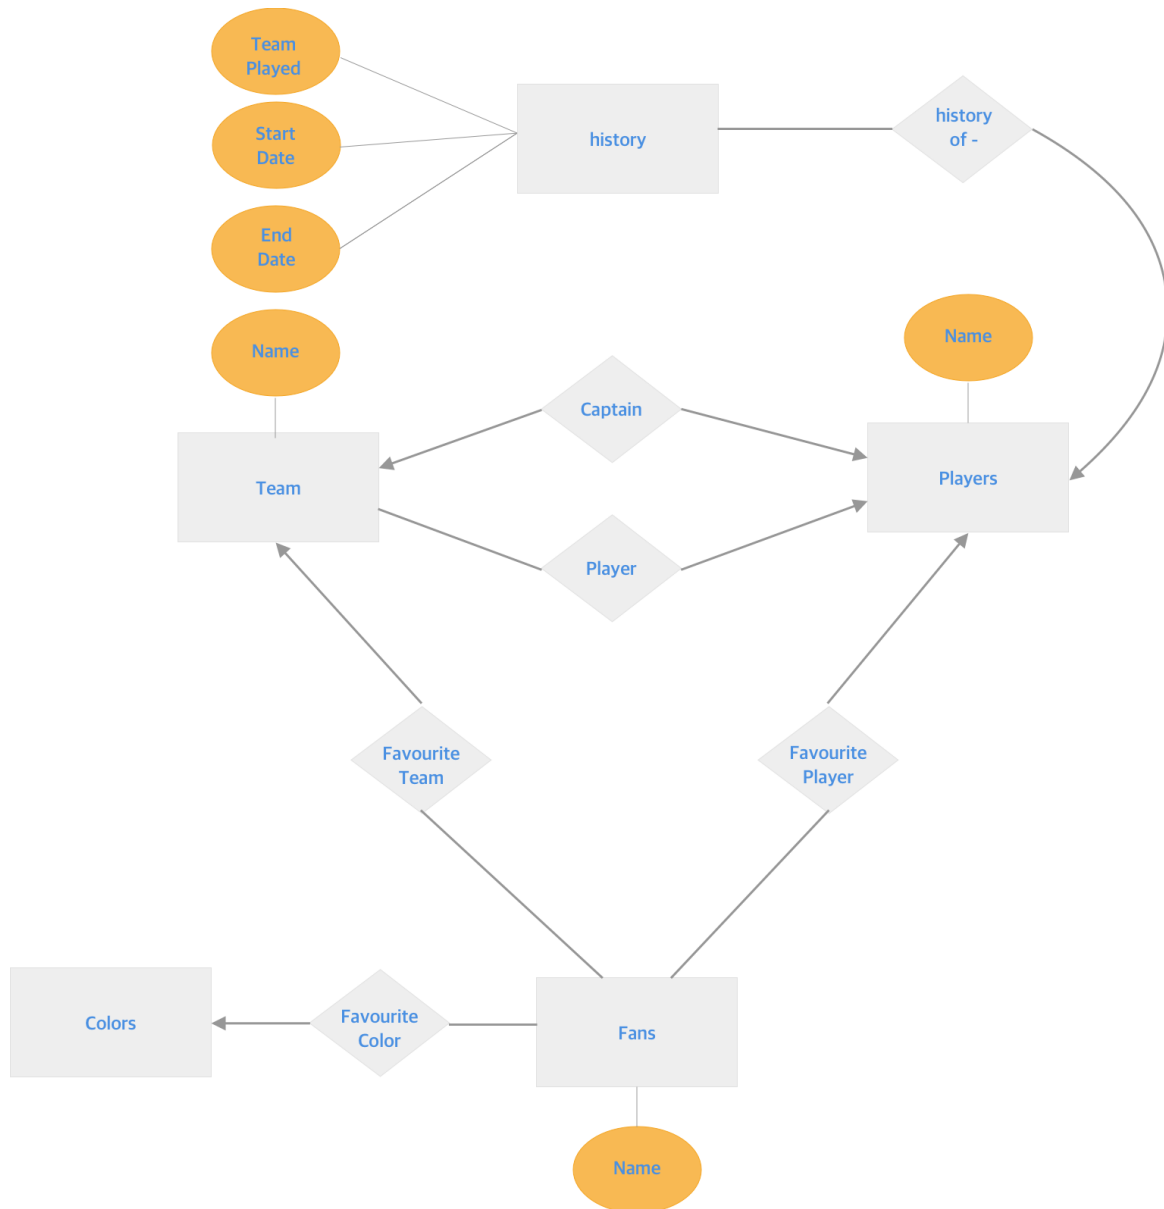 Team
Played
history
history
of -
Start
Date
End
Date
Name
Name
Captain
Team
Players
Player
Favourite
Team
Favourite
Player
Colors
Favourite
Color
Fans
Name